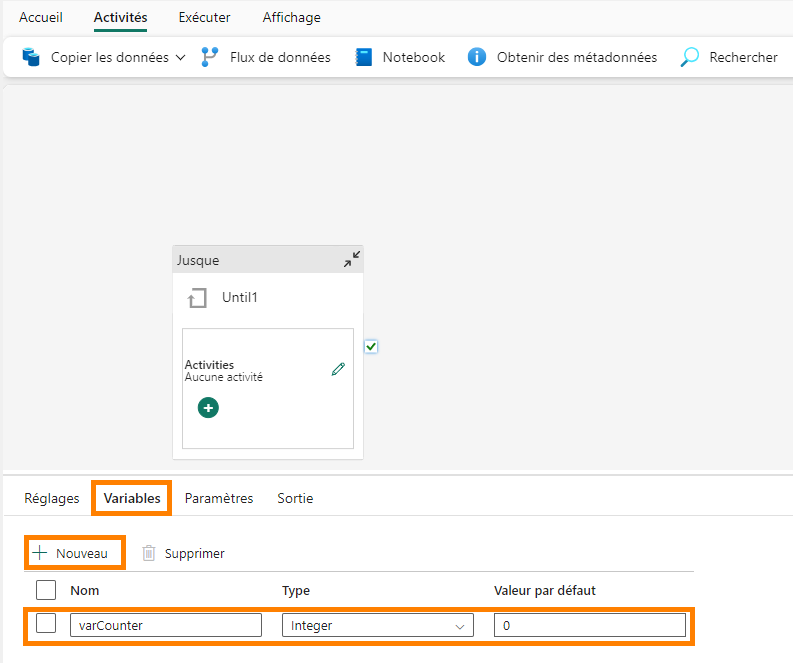 Accueil Activités Exécuter Affichage
Copier les données Flux de données Notebook Obtenir des métadonnées Rechercher
Jusque
Until1
Activities
Aucune activité
Réglages Variables Paramètres Sortie
Nouveau Supprimer
Nom Type Valeur par défaut
varCounter Integer 0